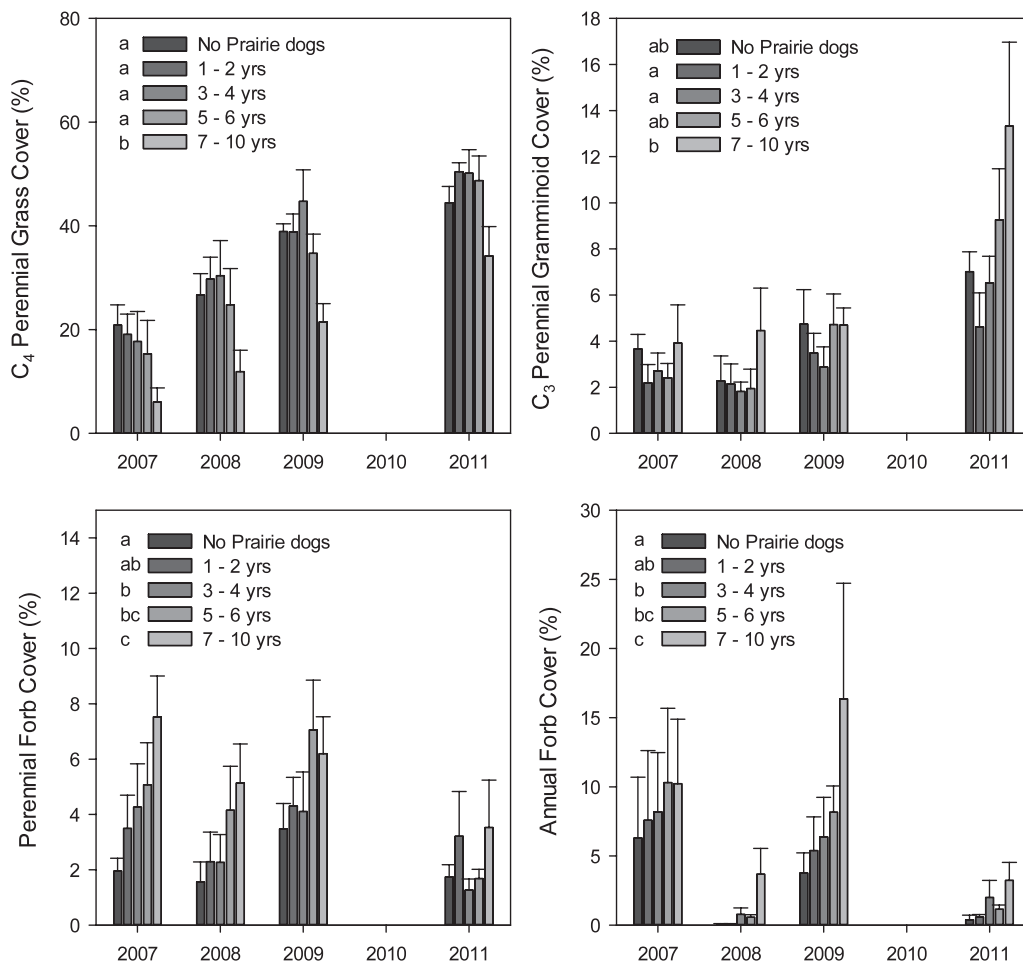 C4 Perennial Grass Cover (%)
80
60
40
20
0
a No Prairie dogs
a 1 - 2 yrs
a 3 - 4 yrs
a 5 - 6 yrs
b 7 - 10 yrs
2007 2008 2009 2010 2011
C3 Perennial Gramminoid Cover (%)
18
16
14
12
10
8
6
4
2
0
ab No Prairie dogs
a 1 - 2 yrs
a 3 - 4 yrs
ab 5 - 6 yrs
b 7 - 10 yrs
2007 2008 2009 2010 2011
Perennial Forb Cover (%)
14
12
10
8
6
4
2
0
a No Prairie dogs
ab 1 - 2 yrs
b 3 - 4 yrs
bc 5 - 6 yrs
c 7 - 10 yrs
2007 2008 2009 2010 2011
Annual Forb Cover (%)
30
25
20
15
10
5
0
a No Prairie dogs
ab 1 - 2 yrs
b 3 - 4 yrs
bc 5 - 6 yrs
c 7 - 10 yrs
2007 2008 2009 2010 2011